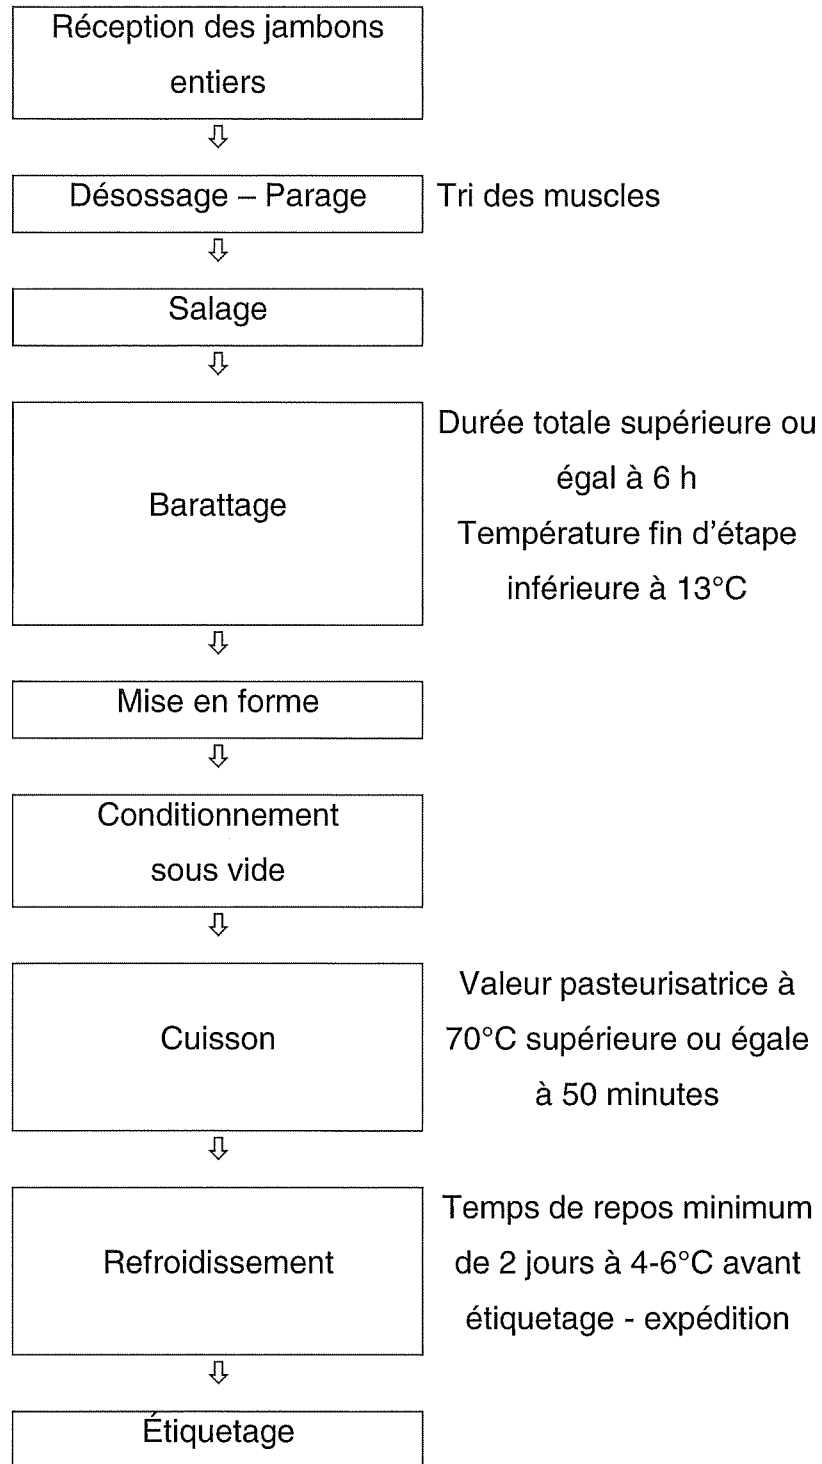 Réception des jambons
entiers
⇩
Désossage – Parage
Tri des muscles
⇩
Salage
⇩
Barattage
Durée totale supérieure ou
égal à 6 h
Température fin d'étape
inférieure à 13°C
⇩
Mise en forme
⇩
Conditionnement
sous vide
⇩
Cuisson
Valeur pasteurisatrice à
70°C supérieure ou égale
à 50 minutes
⇩
Refroidissement
Temps de repos minimum
de 2 jours à 4-6°C avant
étiquetage - expédition
⇩
Étiquetage